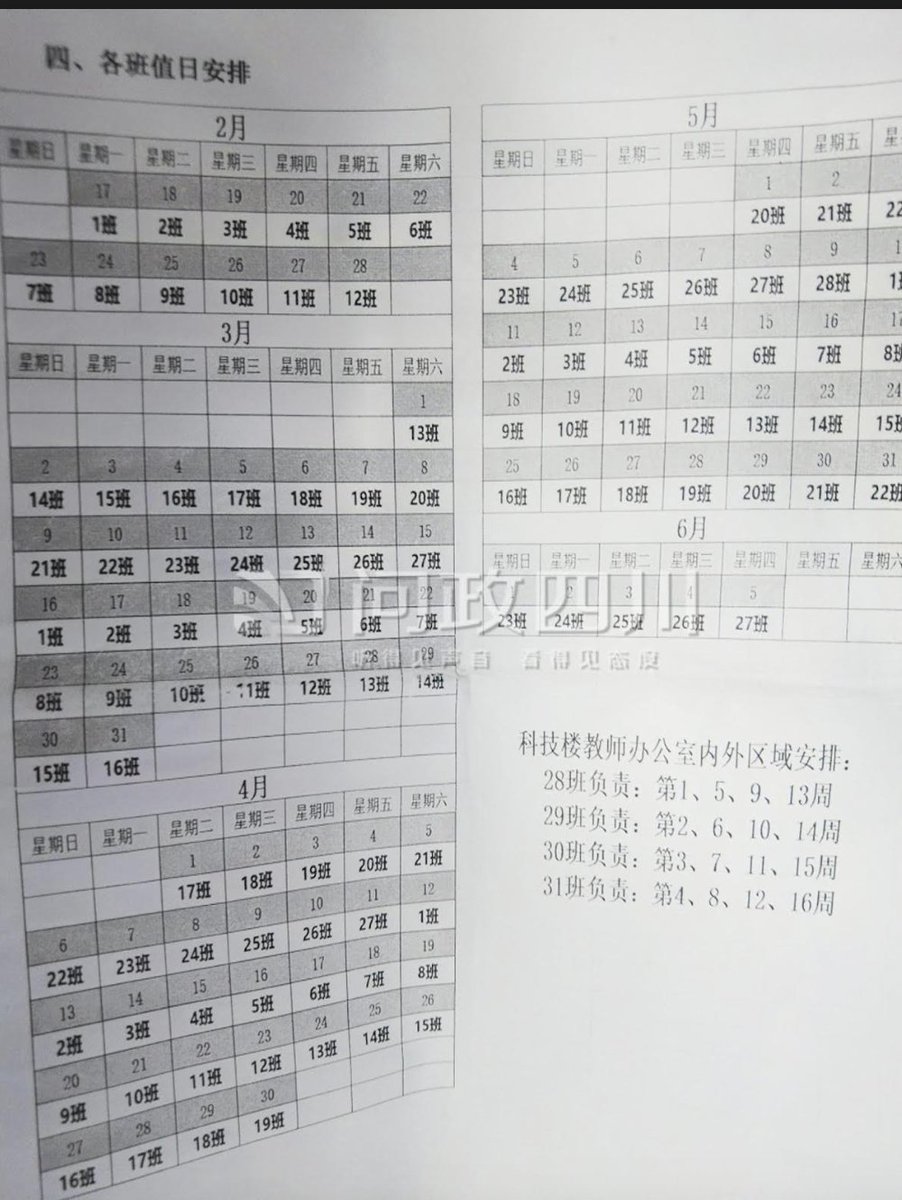 四、各班值日安排
2月
星期日 星期一 星期二 星期三 星期四 星期五 星期六
17 18 19 20 21 22
1班 2班 3班 4班 5班 6班
23 24 25 26 27 28
7班 8班 9班 10班 11班 12班
3月
星期日 星期一 星期二 星期三 星期四 星期五 星期六
1
13班
2 3 4 5 6 7 8
14班 15班 16班 17班 18班 19班 20班
9 10 11 12 13 14 15
21班 22班 23班 24班 25班 26班 27班
16 17 18 19 20 21 22
1班 2班 3班 4班 5班 6班 7班
23 24 25 26 27 28 29
8班 9班 10班 11班 12班 13班 14班
30 31
15班 16班
4月
星期日 星期一 星期二 星期三 星期四 星期五 星期六
1 2 3 4 5
17班 18班 19班 20班 21班
6 7 8 9 10 11 12
22班 23班 24班 25班 26班 27班 1班
13 14 15 16 17 18 19
2班 3班 4班 5班 6班 7班 8班
20 21 22 23 24 25 26
9班 10班 11班 12班 13班 14班 15班
27 28 29 30
16班 17班 18班 19班
5月
星期日 星期一 星期二 星期三 星期四 星期五 星
1 2
20班 21班 22
4 5 6 7 8 9 1
23班 24班 25班 26班 27班 28班 1班
11 12 13 14 15 16 17
2班 3班 4班 5班 6班 7班 8班
18 19 20 21 22 23 24
9班 10班 11班 12班 13班 14班 15班
25 26 27 28 29 30 31
16班 17班 18班 19班 20班 21班 22班
6月
星期日 星期一 星期二 星期三 星期四 星期五 星期六
1 2 3 4 5
23班 24班 25班 26班 27班
问政四川
科技楼教师办公室内外区域安排：
28班负责：第1、5、9、13周
29班负责：第2、6、10、14周
30班负责：第3、7、11、15周
31班负责：第4、8、12、16周